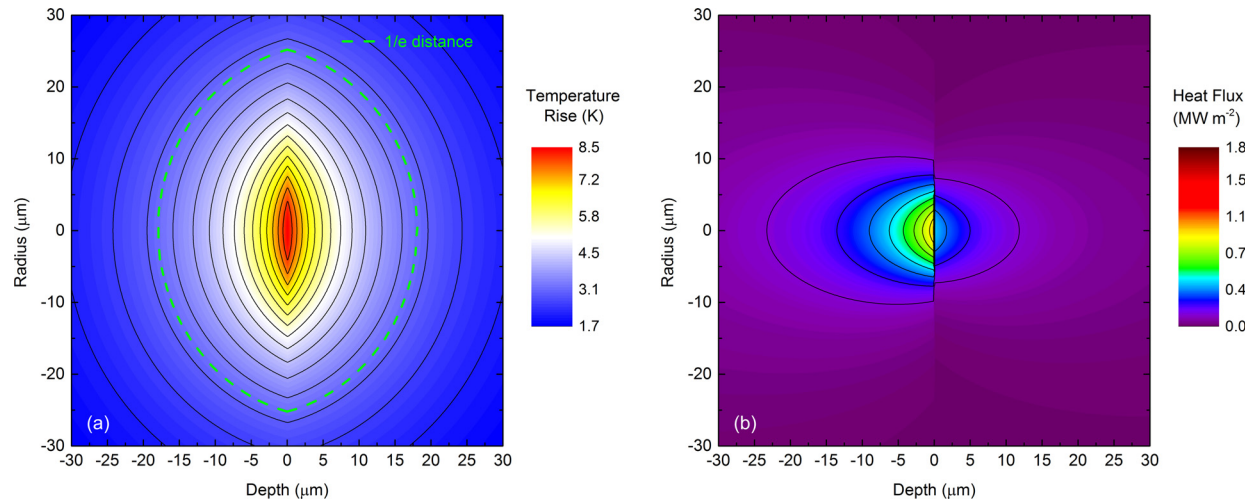 30
20
10
0
-10
-20
-30
Radius (μm)
-30 -25 -20 -15 -10 -5 0 5 10 15 20 25 30
Depth (μm)
(a)
1/e distance
Temperature
Rise (K)
8.5
7.2
5.8
4.5
3.1
1.7
30
20
10
0
-10
-20
-30
Radius (μm)
-30 -25 -20 -15 -10 -5 0 5 10 15 20 25 30
Depth (μm)
(b)
Heat Flux
(MW m-2)
1.8
1.5
1.1
0.7
0.4
0.0